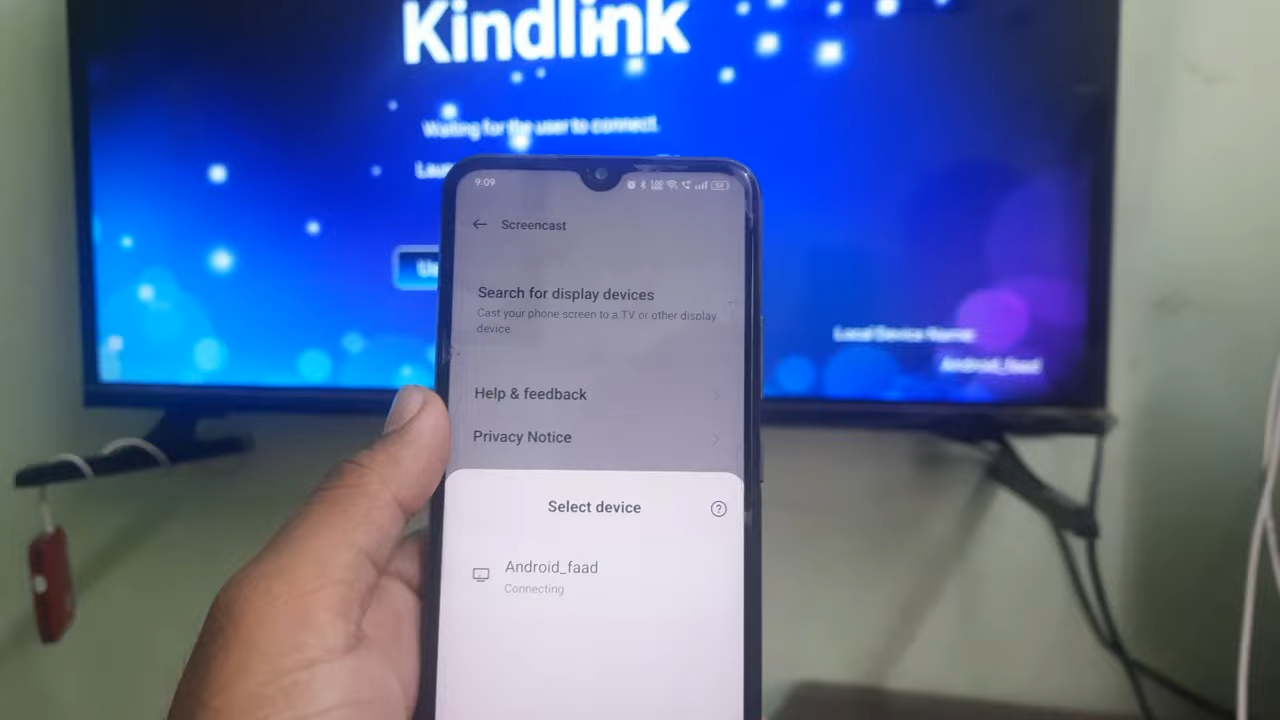 Kindlink
Waiting for the user to connect.
9:09
Screencast
Search for display devices
Cast your phone screen to a TV or other display
device
Local Device Name:
Android_faad
Help & feedback
Privacy Notice
Select device
?
Android_faad
Connecting